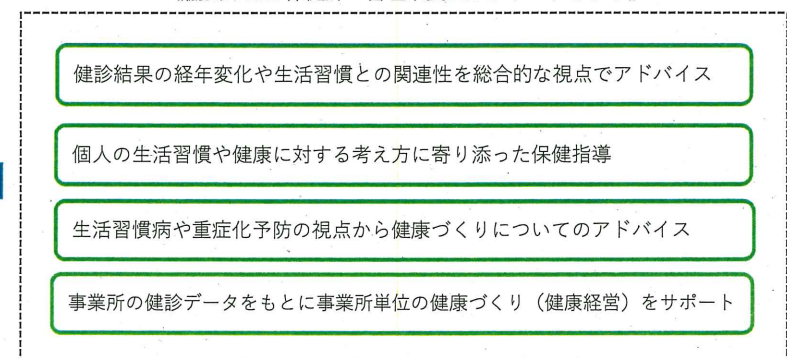 健診結果の経年変化や生活習慣との関連性を総合的な視点でアドバイス
個人の生活習慣や健康に対する考え方に寄り添った保健指導
生活習慣病や重症化予防の視点から健康づくりについてのアドバイス
事業所の健診データをもとに事業所単位の健康づくり（健康経営）をサポート